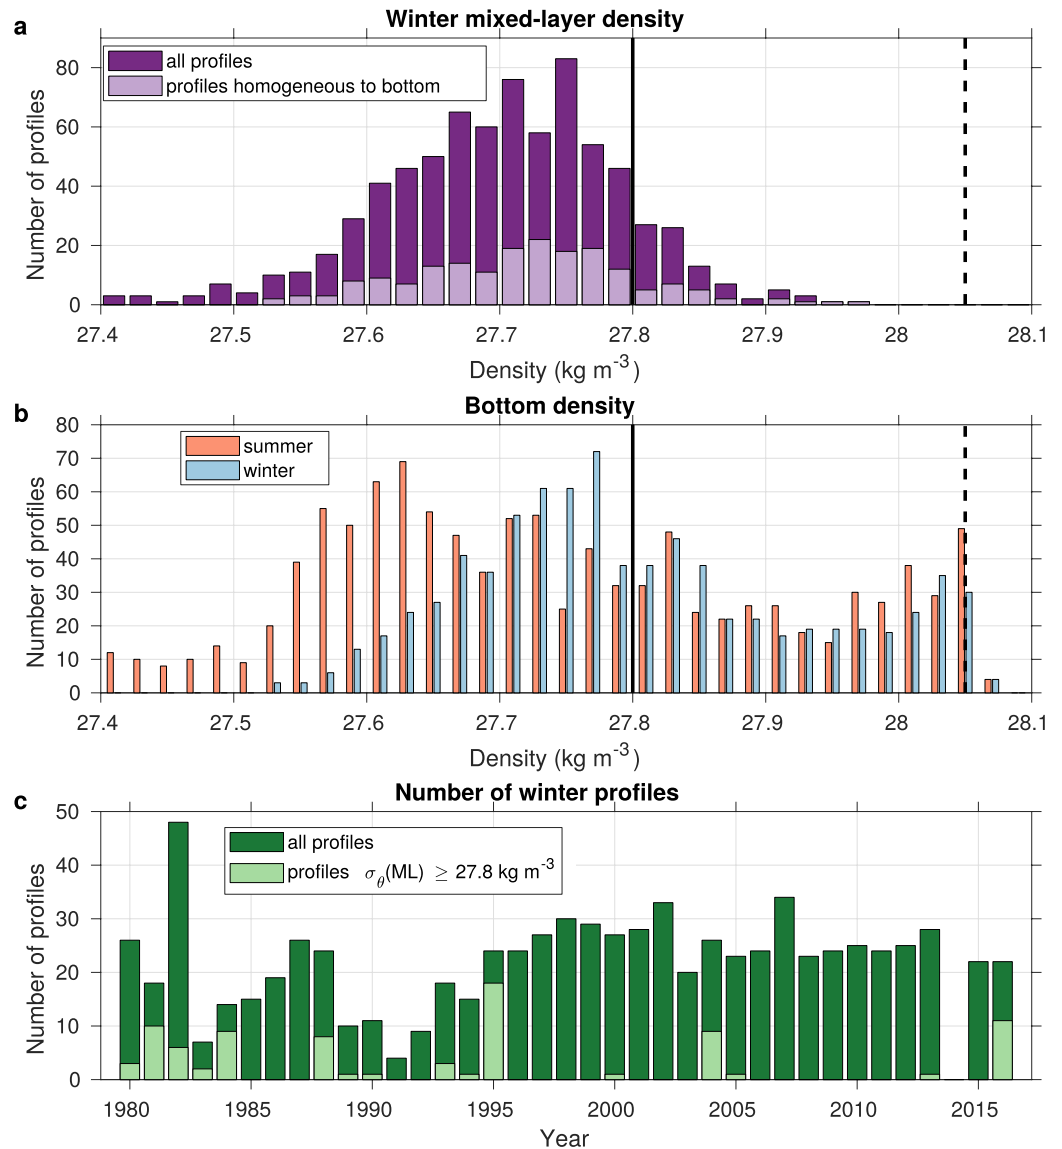 a
Winter mixed-layer density
all profiles
profiles homogeneous to bottom
Number of profiles
80
60
40
20
0
27.4 27.5 27.6 27.7 27.8 27.9 28 28.1
Density (kg m-3)
b
Bottom density
summer
winter
Number of profiles
80
70
60
50
40
30
20
10
0
27.4 27.5 27.6 27.7 27.8 27.9 28 28.1
Density (kg m-3)
c
Number of winter profiles
all profiles
profiles σθ(ML) ≥ 27.8 kg m-3
Number of profiles
50
40
30
20
10
0
1980 1985 1990 1995 2000 2005 2010 2015
Year